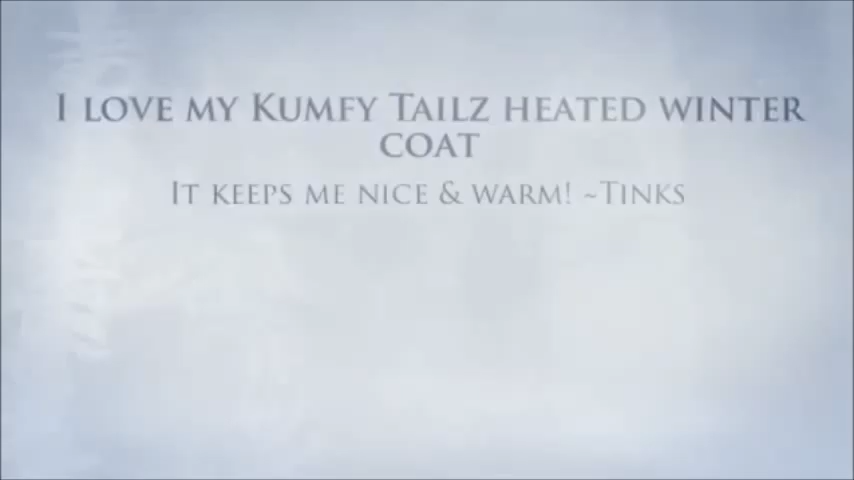 I LOVE MY KUMFY TAILZ HEATED WINTER
COAT
IT KEEPS ME NICE & WARM! ~TINKS